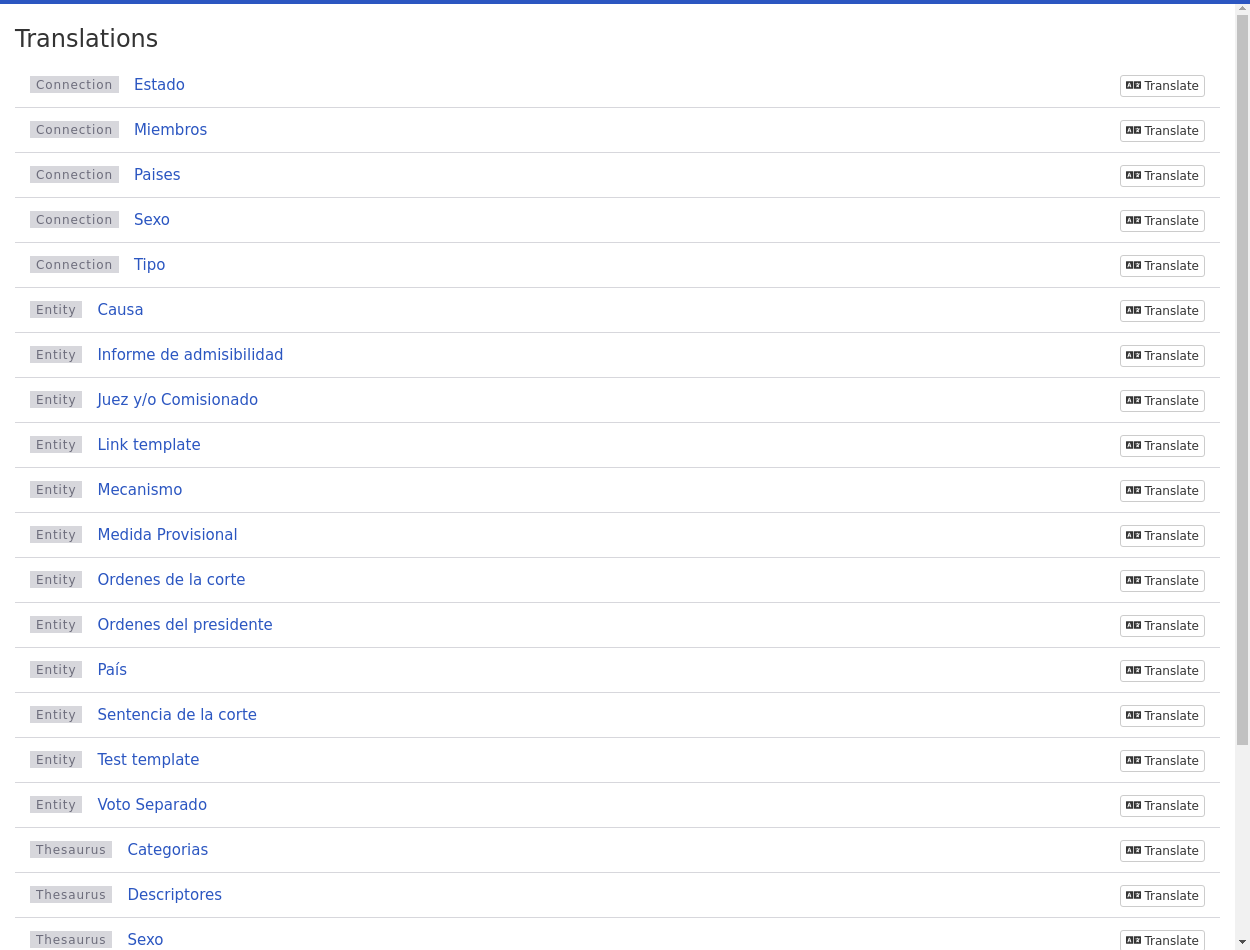 Translations
Connection Estado Translate
Connection Miembros Translate
Connection Paises Translate
Connection Sexo Translate
Connection Tipo Translate
Entity Causa Translate
Entity Informe de admisibilidad Translate
Entity Juez y/o Comisionado Translate
Entity Link template Translate
Entity Mecanismo Translate
Entity Medida Provisional Translate
Entity Ordenes de la corte Translate
Entity Ordenes del presidente Translate
Entity País Translate
Entity Sentencia de la corte Translate
Entity Test template Translate
Entity Voto Separado Translate
Thesaurus Categorias Translate
Thesaurus Descriptores Translate
Thesaurus Sexo Translate